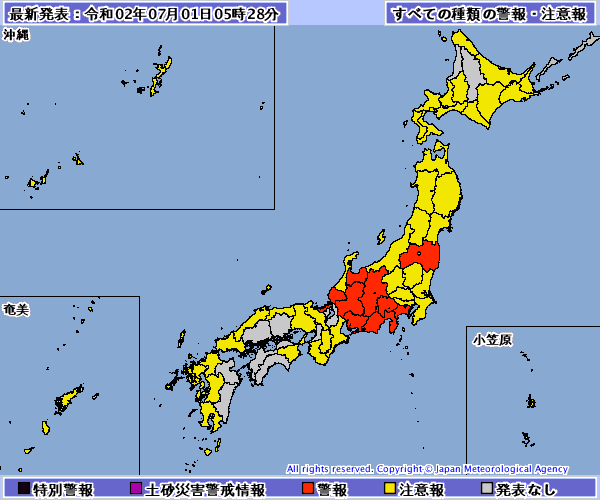 最新発表：令和02年07月01日05時28分
すべての種類の警報・注意報
沖縄
奄美
小笠原
All rights reserved. Copyright © Japan Meteorological Agency
特別警報 土砂災害警戒情報 警報 注意報 発表なし